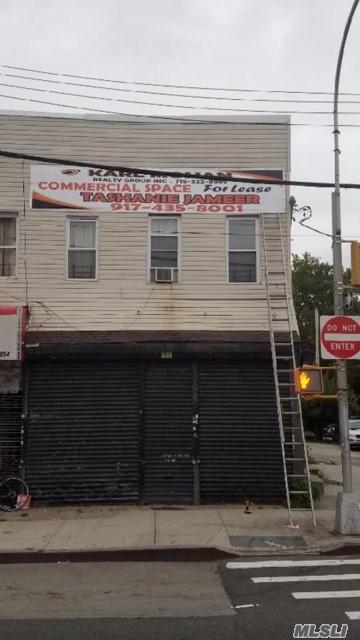 REALTY GROUP INC.
COMMERCIAL SPACE For Lease
TASHANIE JAMEER
917-435-8001
DO NOT
ENTER
MLSLI